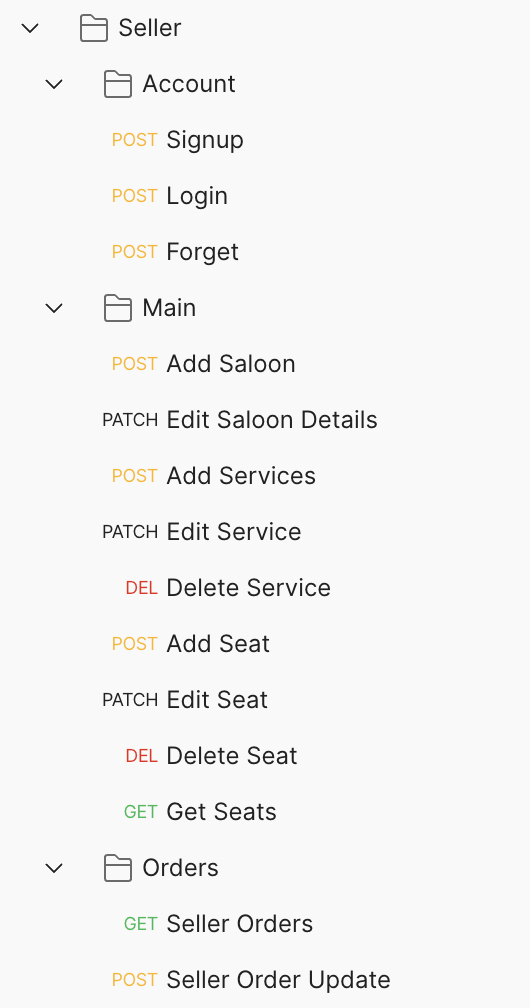 Seller
Account
POST Signup
POST Login
POST Forget
Main
POST Add Saloon
PATCH Edit Saloon Details
POST Add Services
PATCH Edit Service
DEL Delete Service
POST Add Seat
PATCH Edit Seat
DEL Delete Seat
GET Get Seats
Orders
GET Seller Orders
POST Seller Order Update